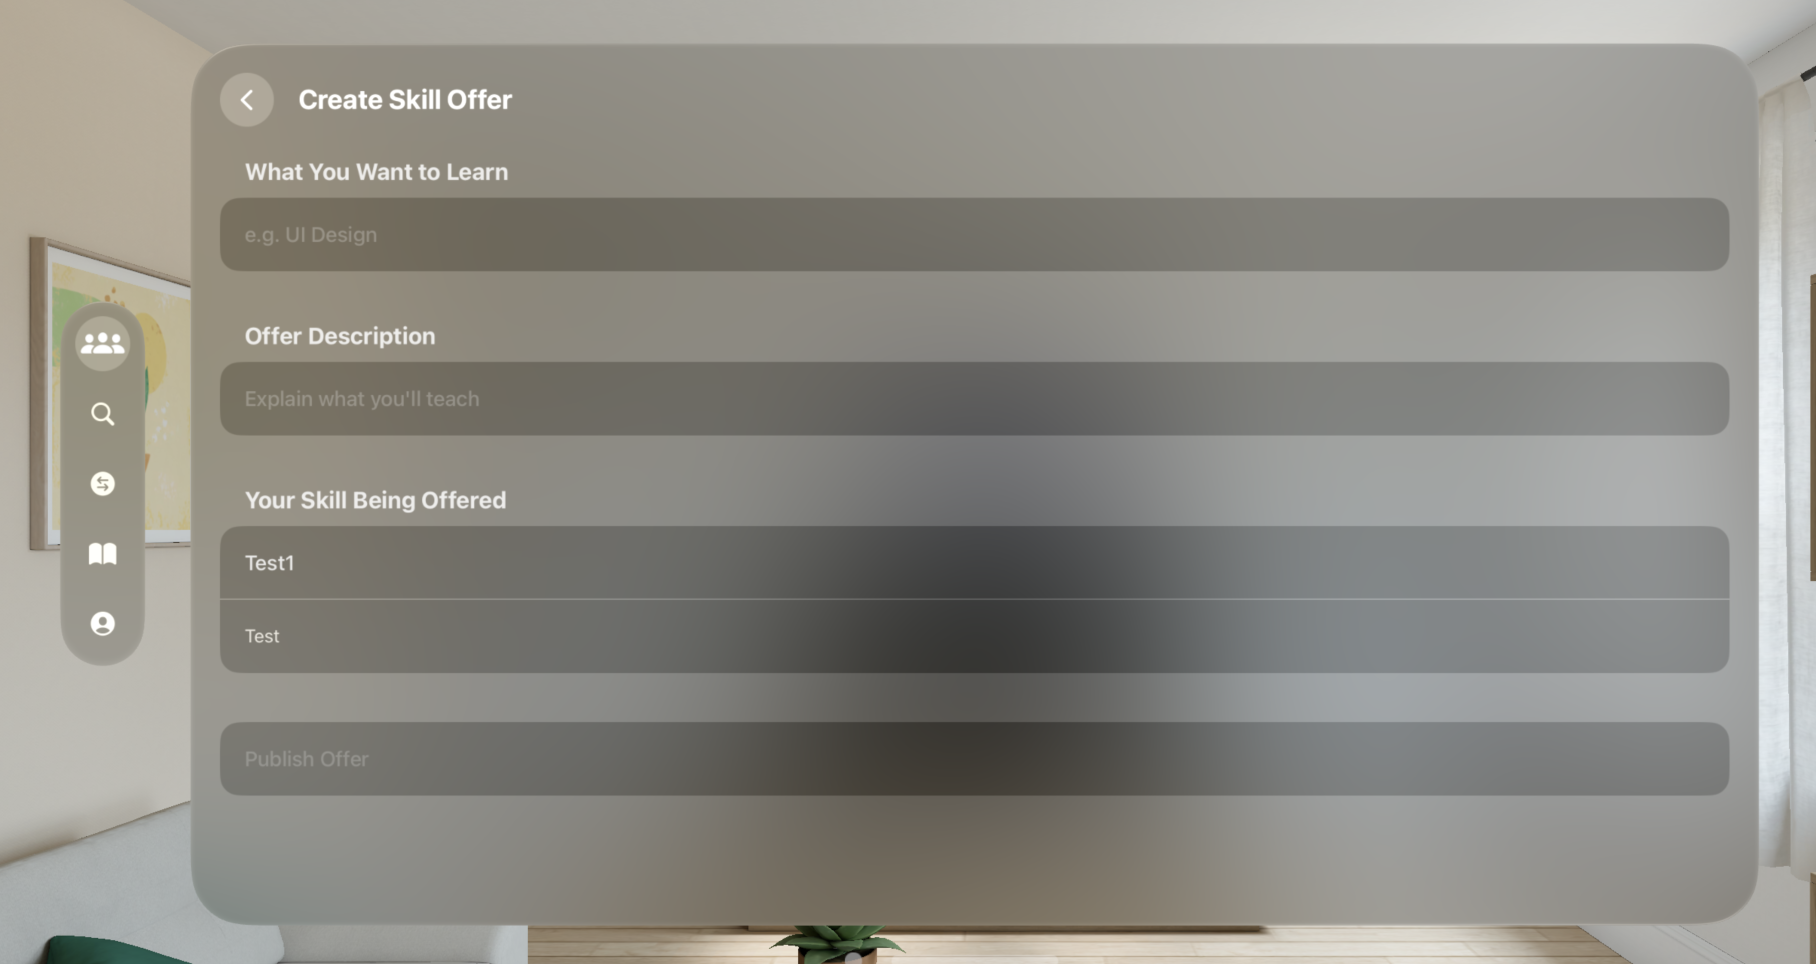 Create Skill Offer
What You Want to Learn
e.g. UI Design
Offer Description
Explain what you'll teach
Your Skill Being Offered
Test1
Test
Publish Offer